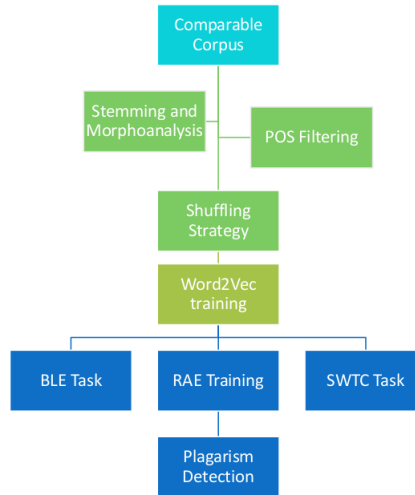 Comparable
Corpus
Stemming and
Morphoanalysis
POS Filtering
Shuffling
Strategy
Word2Vec
training
BLE Task
RAE Training
SWTC Task
Plagarism
Detection